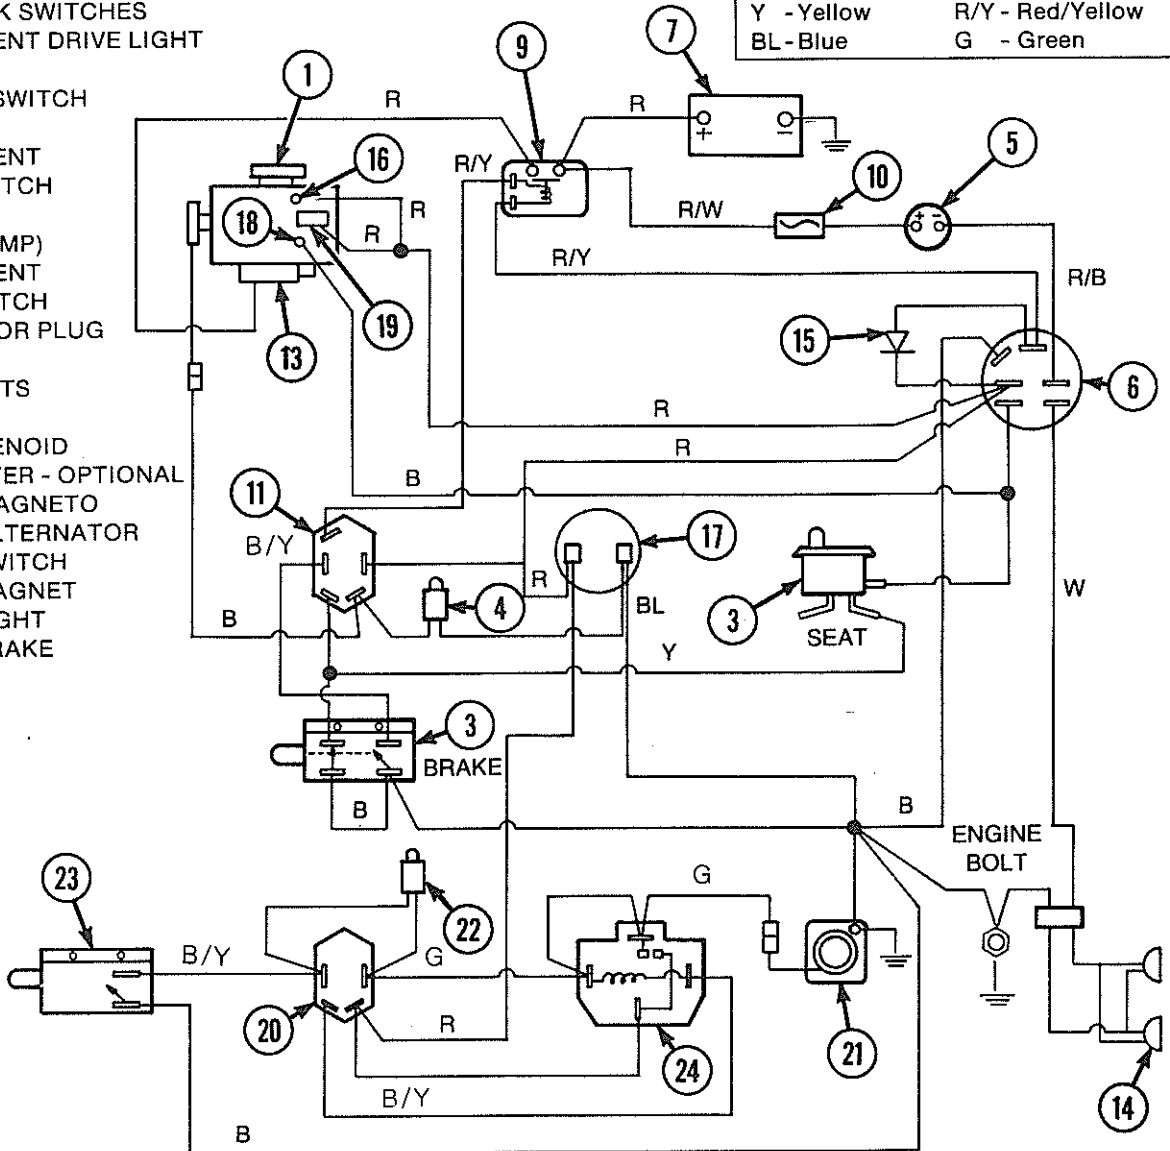 K SWITCHES
ENT DRIVE LIGHT
SWITCH
ENT
TCH
MP)
ENT
TCH
OR PLUG
TS
ENOID
TER - OPTIONAL
AGNETO
LTERNATOR
WITCH
AGNET
GHT
RAKE
Y - Yellow R/Y - Red/Yellow
BL - Blue G - Green
7
9
1
R
R
5
16
R/Y
10
R
18
R
R/W
R/Y
R/B
19
15
13
6
R
R
B
11
17
B/Y
R
BL
4
3
W
B
SEAT
Y
3
BRAKE
B
B
ENGINE
BOLT
23
G
22
B/Y
G
20
R
21
24
B/Y
14
B